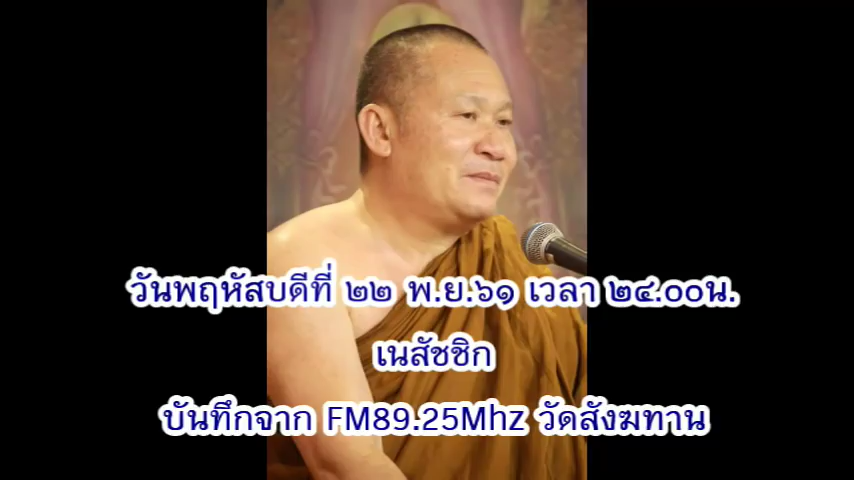 วันพฤหัสบดีที่ ๒๒ พ.ย.๖๑ เวลา ๒๔.๐๐น.
เนสัชชิก
บันทึกจาก FM89.25Mhz วัดสังฆทาน